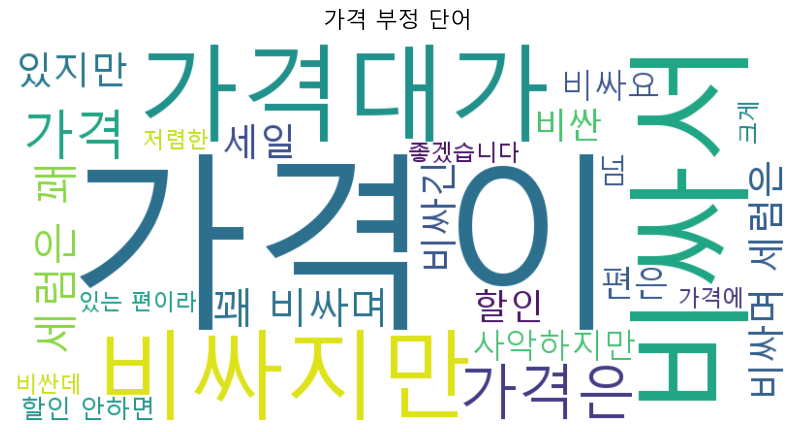 가격 부정 단어
있지만
가격대가
비싸요
비싸서
가격
저렴한
세일
좋겠습니다
비싼
크게
꽤
가격이
비싸긴
넘
세럼은
세럼은
편은
가격에
있는 편이라
꽤 비싸며
할인
비싸며
비싸지만
사악하지만
가격은
비싼데
할인 안하면